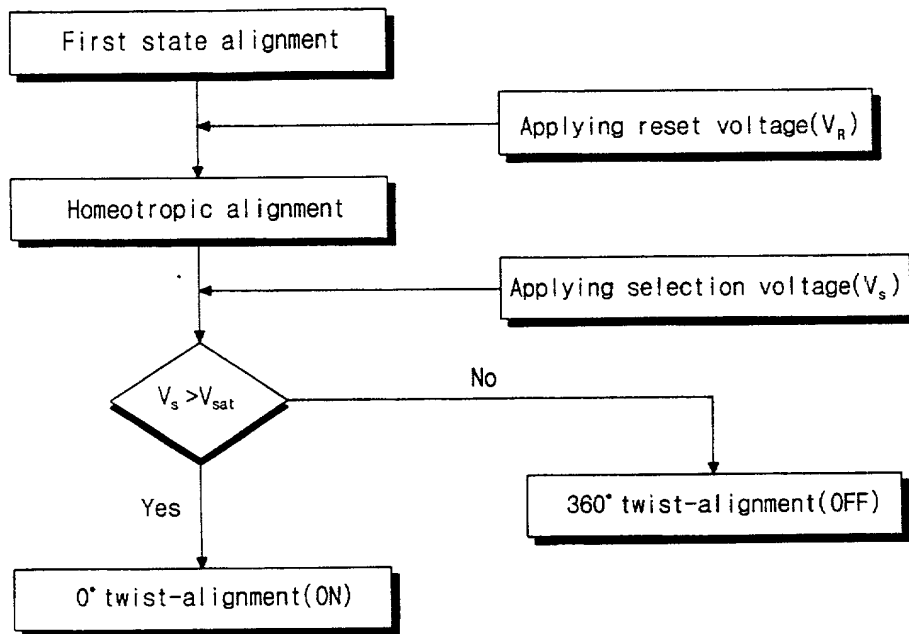 First state alignment
Applying reset voltage(V_R)
Homeotropic alignment
Applying selection voltage(V_s)
V_s >V_sat
No
Yes
360° twist-alignment(OFF)
0° twist-alignment(ON)